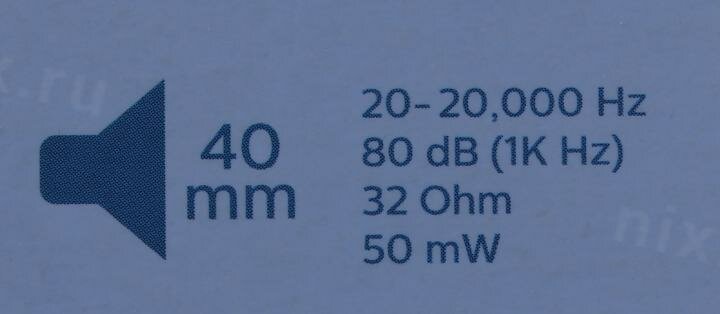 40
mm
20-20,000 Hz
80 dB (1K Hz)
32 Ohm
50 mW